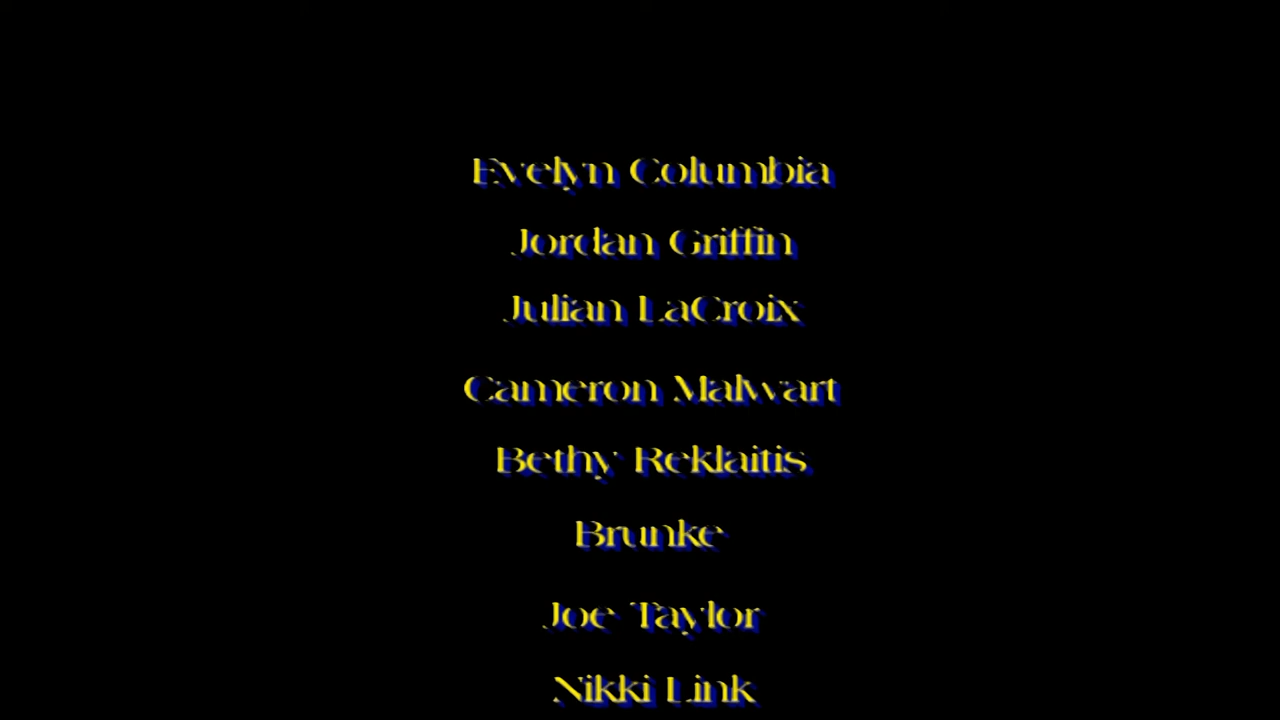 Evelyn Columbia
Jordan Griffin
Julian LaCroix
Cameron Malwart
Bethy Reklaitis
Brunke
Joe Taylor
Nikki Link